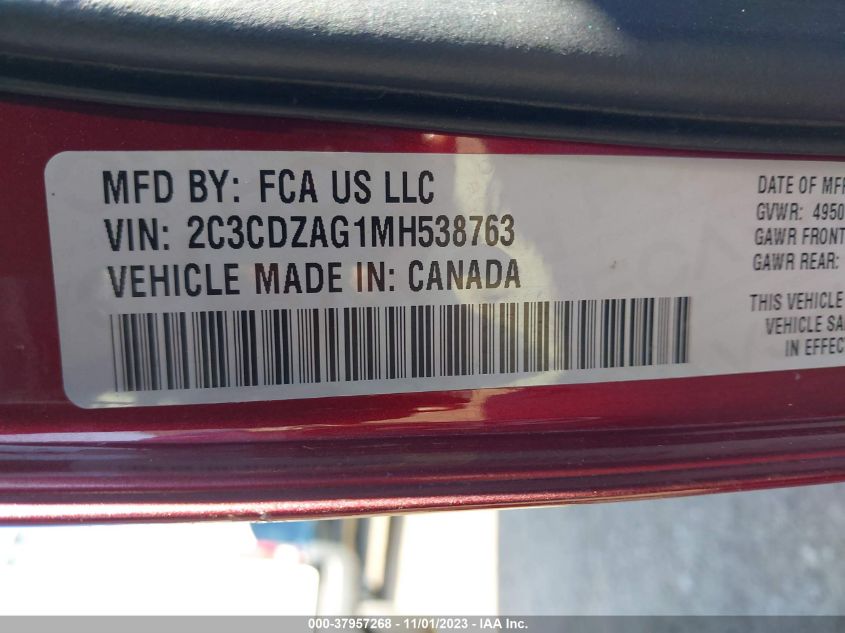 MFD BY: FCA US LLC
VIN: 2C3CDZAG1MH538763
VEHICLE MADE IN: CANADA
DATE OF MFR
GVWR: 4950
GAWR FRONT
GAWR REAR:
THIS VEHICLE
VEHICLE SA
IN EFFEC
000-37957268 - 11/01/2023 - IAA Inc.